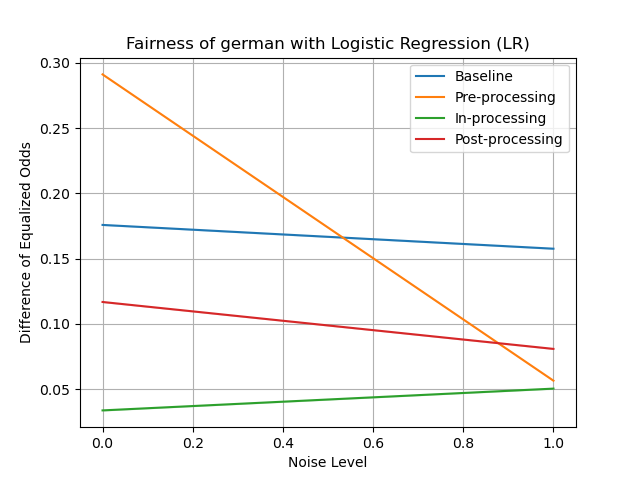 Fairness of german with Logistic Regression (LR)
Difference of Equalized Odds
0.30
0.25
0.20
0.15
0.10
0.05
Baseline
Pre-processing
In-processing
Post-processing
0.0 0.2 0.4 0.6 0.8 1.0
Noise Level